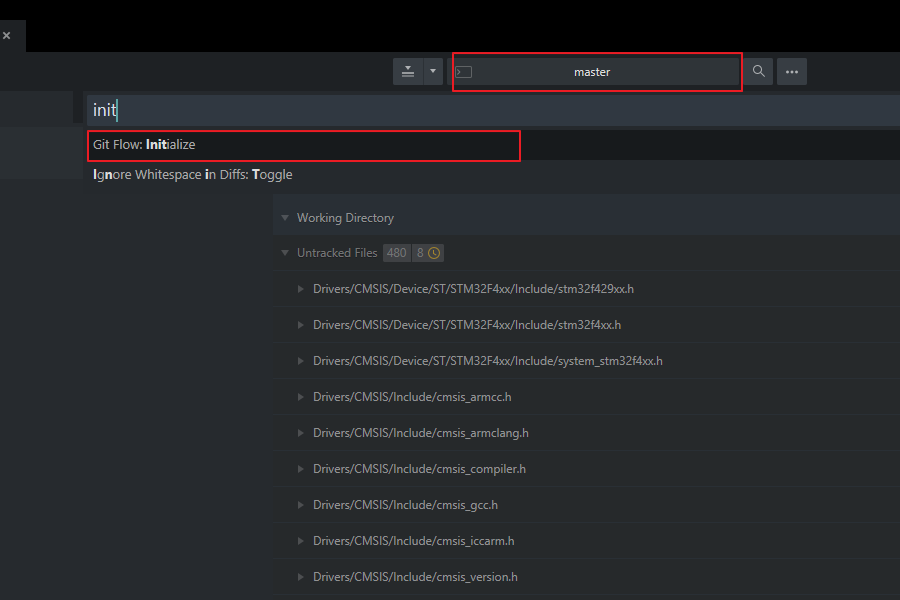 master
init
Git Flow: Initialize
Ignore Whitespace in Diffs: Toggle
Working Directory
Untracked Files 480 8
Drivers/CMSIS/Device/ST/STM32F4xx/Include/stm32f429xx.h
Drivers/CMSIS/Device/ST/STM32F4xx/Include/stm32f4xx.h
Drivers/CMSIS/Device/ST/STM32F4xx/Include/system_stm32f4xx.h
Drivers/CMSIS/Include/cmsis_armcc.h
Drivers/CMSIS/Include/cmsis_armclang.h
Drivers/CMSIS/Include/cmsis_compiler.h
Drivers/CMSIS/Include/cmsis_gcc.h
Drivers/CMSIS/Include/cmsis_iccarm.h
Drivers/CMSIS/Include/cmsis_version.h